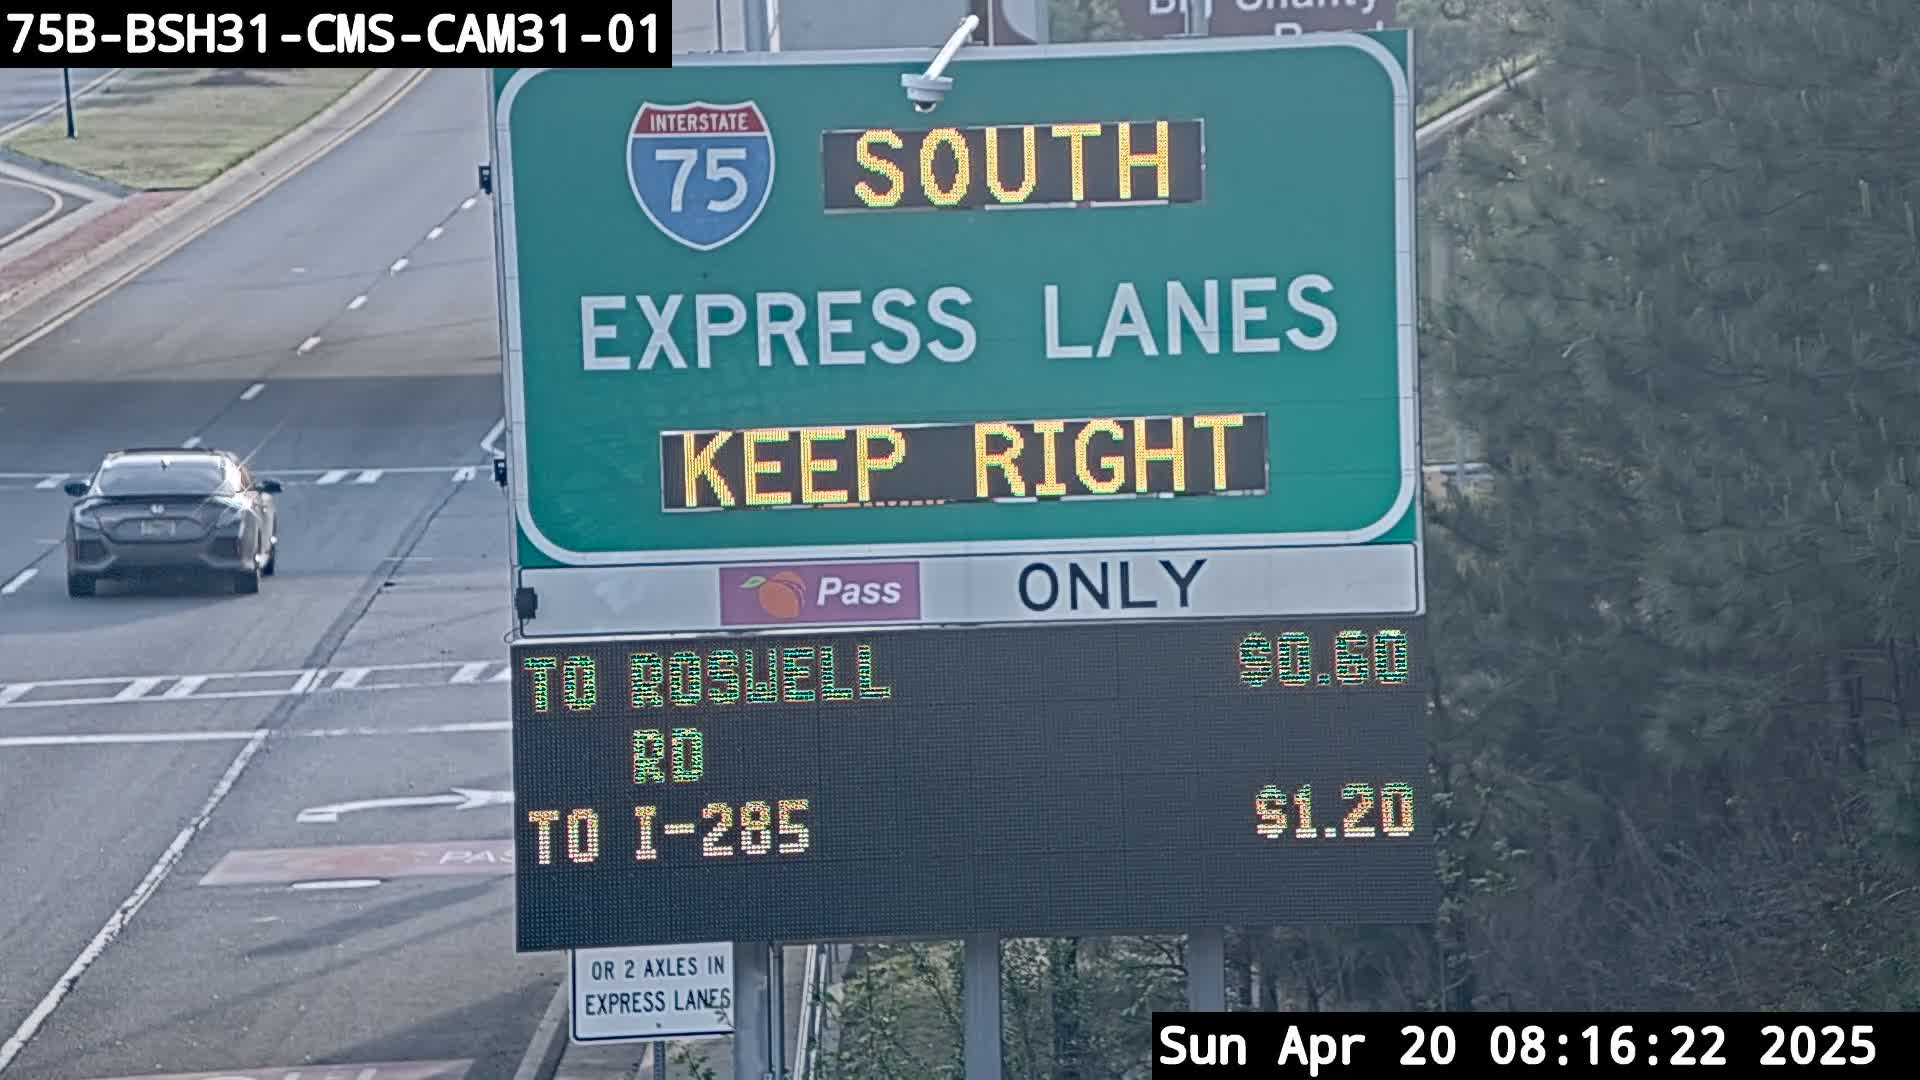 75B-BSH31-CMS-CAM31-01
INTERSTATE
75
SOUTH
EXPRESS LANES
KEEP RIGHT
Pass ONLY
TO ROSWELL $0.60
RD
TO I-285 $1.20
OR 2 AXLES IN
EXPRESS LANES
Sun Apr 20 08:16:22 2025